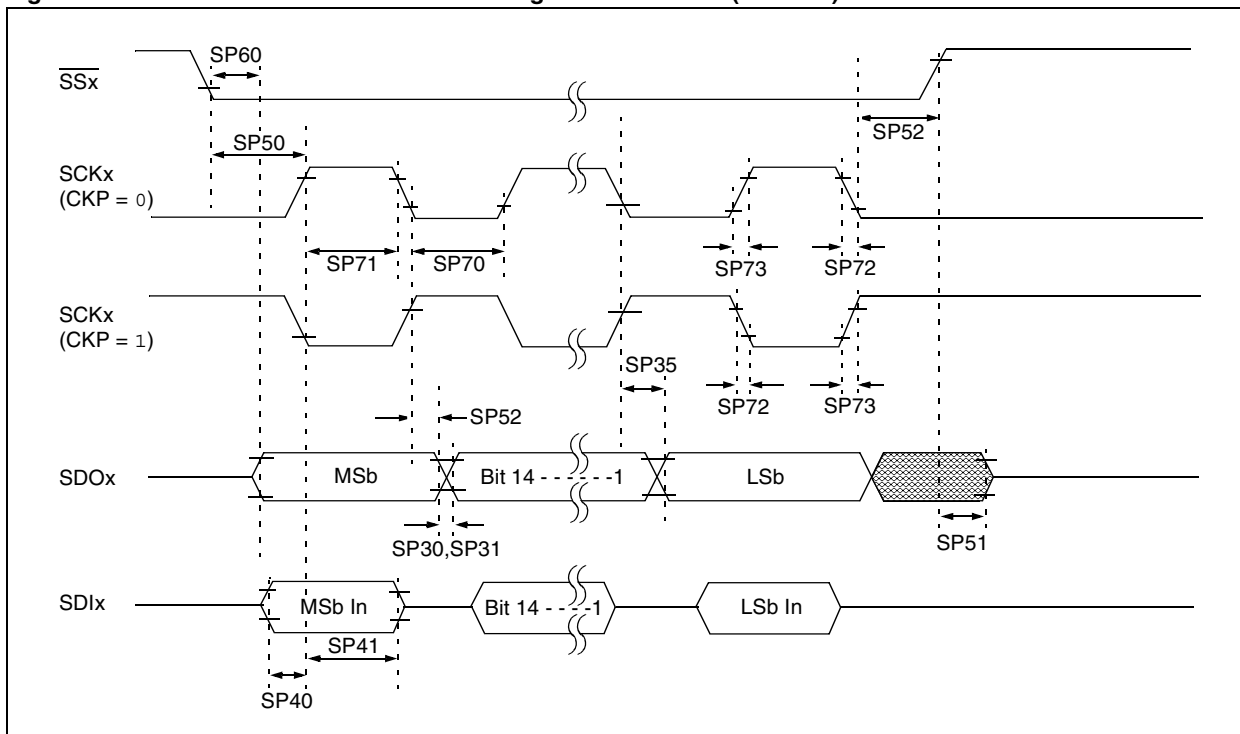 SP60
SSx
SP50
SP52
SCKx
(CKP = 0)
SP71
SP70
SP73
SP72
SCKx
(CKP = 1)
SP35
SP72
SP73
SP52
SDOx
MSb
Bit 14 - - - - - -1
LSb
SP30,SP31
SP51
SDIx
MSb In
Bit 14 - - - -1
LSb In
SP41
SP40